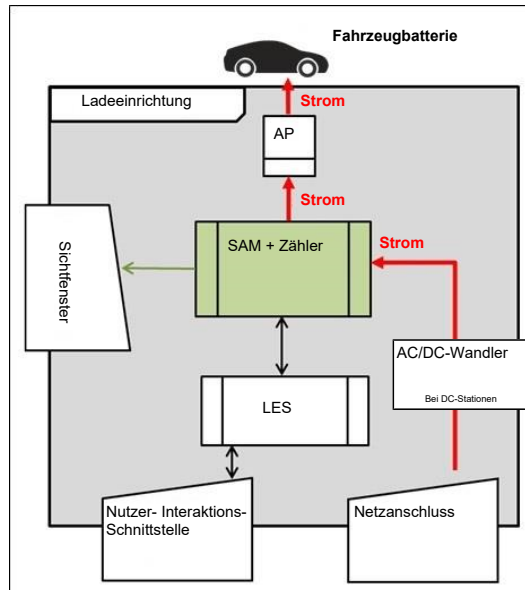 Fahrzeugbatterie
Ladeeinrichtung
Strom
AP
Strom
SAM + Zähler
Strom
Sichtfenster
AC/DC-Wandler
Bei DC-Stationen
LES
Nutzer- Interaktions-
Schnittstelle
Netzanschluss